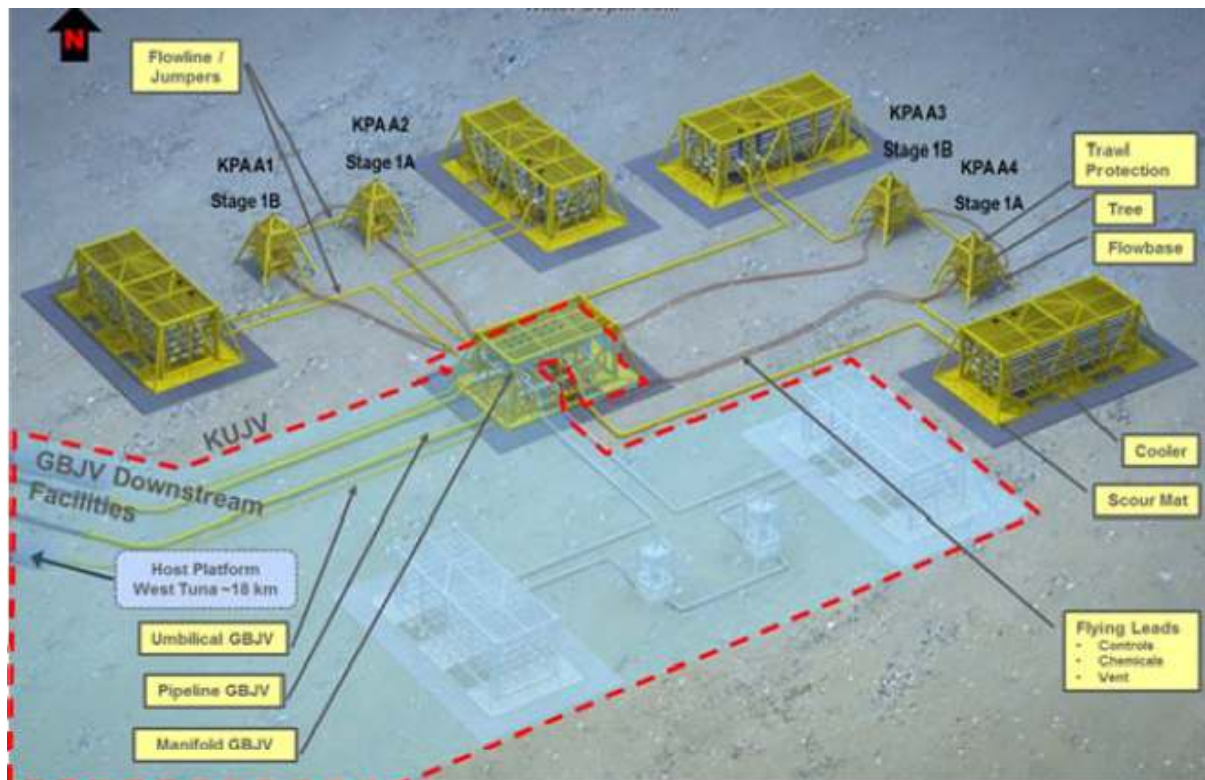 N
Flowline /
Jumpers
KPA A2
Stage 1A
KPA A1
Stage 1B
KPA A3
Stage 1B
KPA A4
Stage 1A
Trawl
Protection
Tree
Flowbase
Cooler
Scour Mat
KUJV
GBJV Downstream
Facilities
Host Platform
West Tuna ~18 km
Umbilical GBJV
Pipeline GBJV
Manifold GBJV
Flying Leads
• Controls
• Chemicals
• Vent